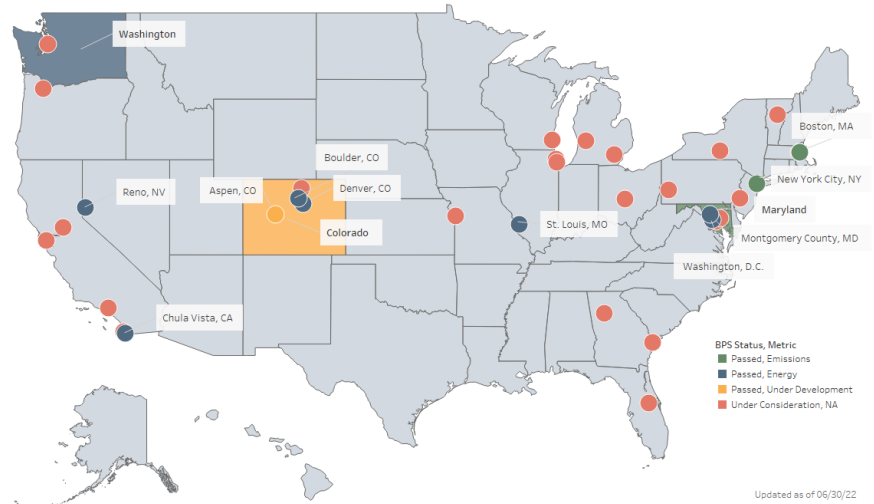 Washington
Boston, MA
Boulder, CO
Reno, NV
Aspen, CO
Denver, CO
New York City, NY
Maryland
Colorado
St. Louis, MO
Montgomery County, MD
Washington, D.C.
Chula Vista, CA
BPS Status, Metric
Passed, Emissions
Passed, Energy
Passed, Under Development
Under Consideration, NA
Updated as of 06/30/22